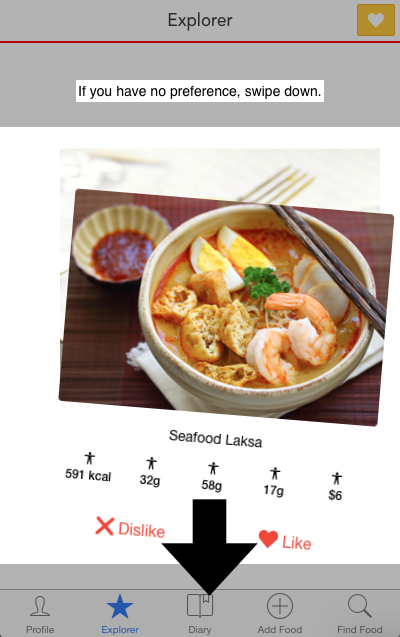 Explorer
If you have no preference, swipe down.
Seafood Laksa
591 kcal 32g 58g 17g $6
Dislike Like
Profile Explorer Diary Add Food Find Food